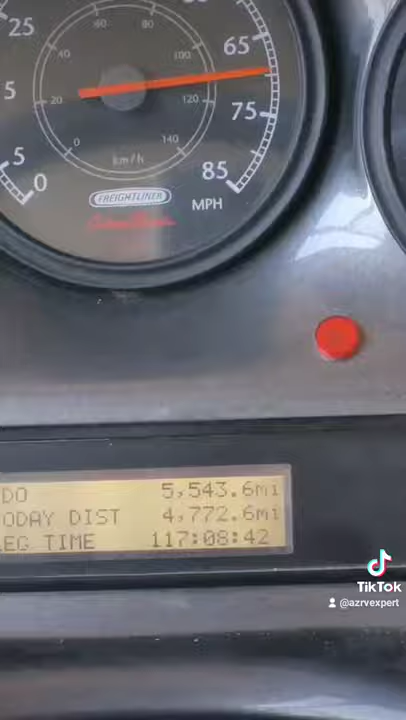 25
5
5
0
65
75
85
MPH
20
40
60
80
100
120
140
0
km/h
FREIGHTLINER
DO 5,543.6mi
ODAY DIST 4,772.6mi
EG TIME 117:08:42
TikTok
@azrvexpert